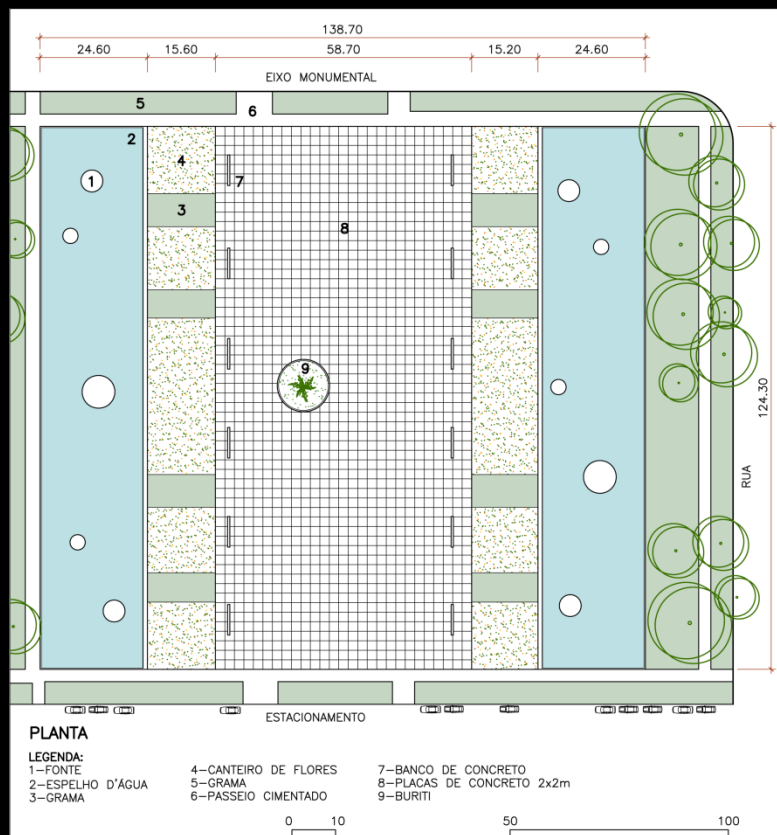 138.70
24.60 15.60 58.70 15.20 24.60
EIXO MONUMENTAL
5
6
2
4
1
7
3
8
9
124.30
RUA
ESTACIONAMENTO
PLANTA
LEGENDA:
1-FONTE
2-ESPELHO D'ÁGUA
3-GRAMA
4-CANTEIRO DE FLORES
5-GRAMA
6-PASSEIO CIMENTADO
7-BANCO DE CONCRETO
8-PLACAS DE CONCRETO 2x2m
9-BURITI
0 10 50 100